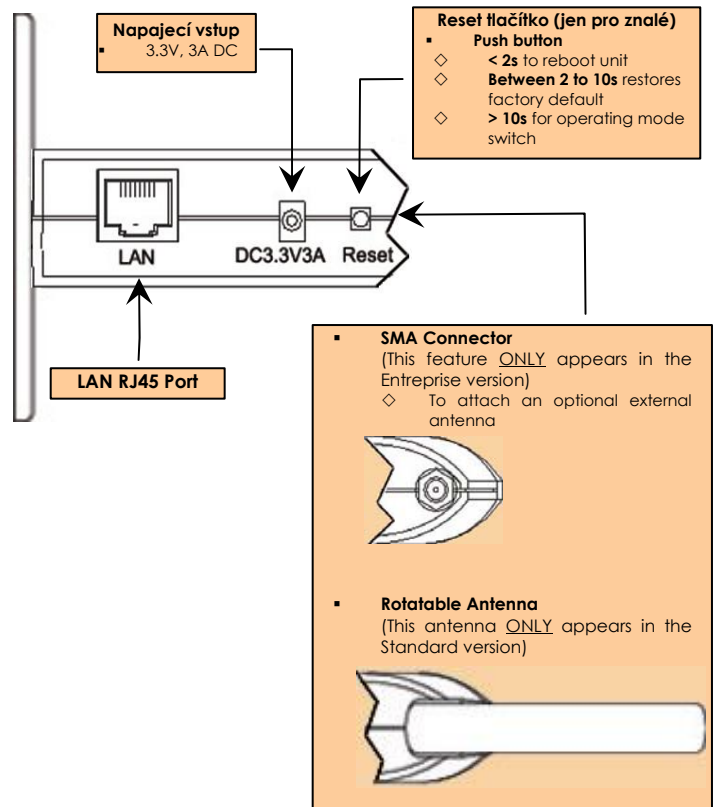 Napajecí vstup
▪ 3.3V, 3A DC
Reset tlačítko (jen pro znalé)
▪ Push button
◇ < 2s to reboot unit
◇ Between 2 to 10s restores
factory default
◇ > 10s for operating mode
switch
LAN
DC3.3V3A
Reset
LAN RJ45 Port
▪ SMA Connector
(This feature ONLY appears in the
Entreprise version)
◇ To attach an optional external
antenna
▪ Rotatable Antenna
(This antenna ONLY appears in the
Standard version)